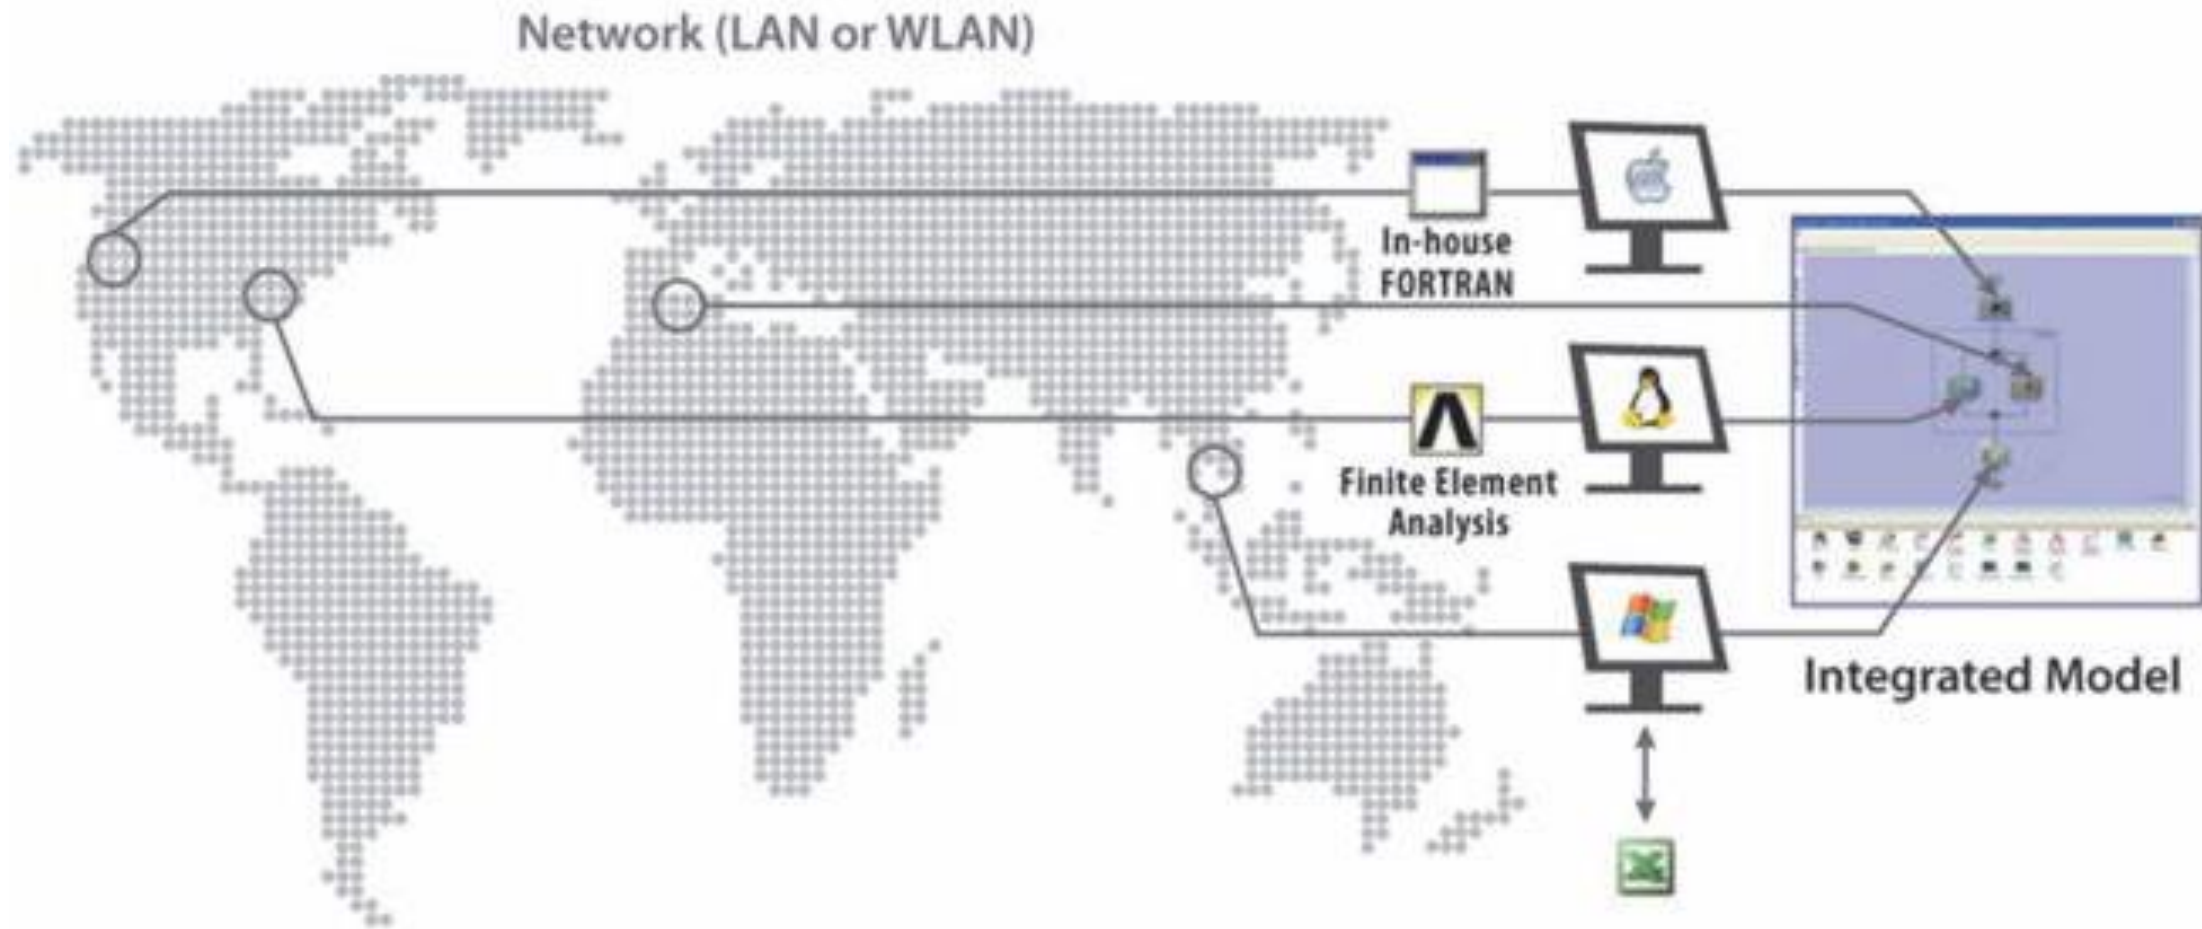 Network (LAN or WLAN)
In-house
FORTRAN
Finite Element
Analysis
Integrated Model